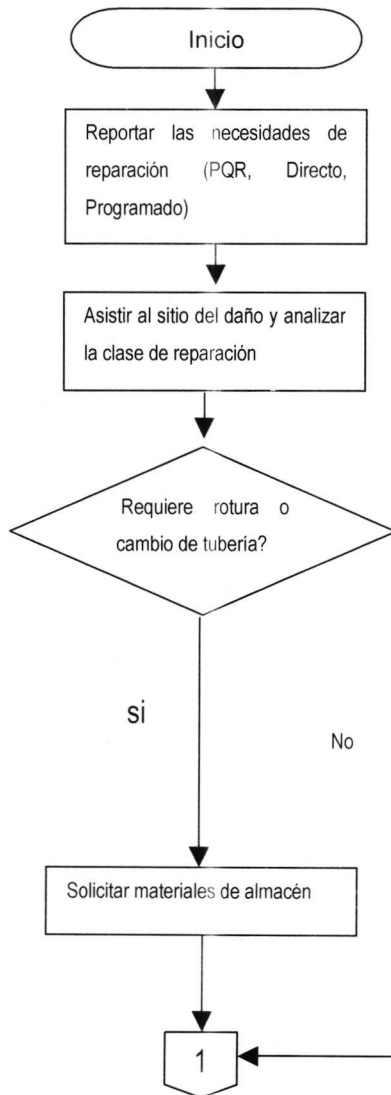 Inicio
Reportar las necesidades de
reparación (PQR, Directo,
Programado)
Asistir al sitio del daño y analizar
la clase de reparación
Requiere rotura o
cambio de tubería?
si
No
Solicitar materiales de almacén
1